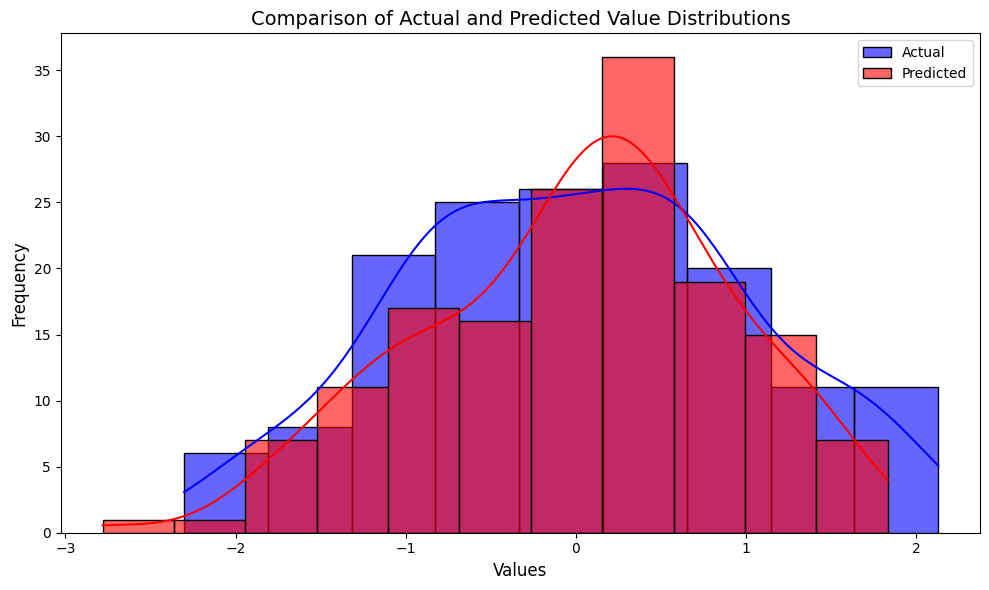 Comparison of Actual and Predicted Value Distributions
Actual
Predicted
Frequency
35
30
25
20
15
10
5
0
−3
−2
−1
0
1
2
Values